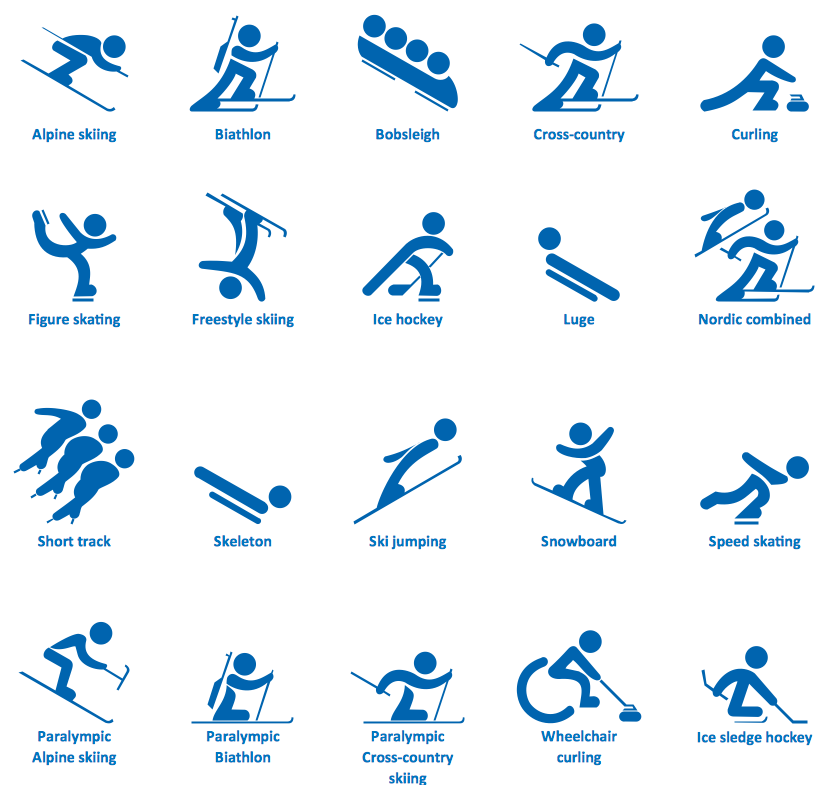 Alpine skiing
Biathlon
Bobsleigh
Cross-country
Curling
Figure skating
Freestyle skiing
Ice hockey
Luge
Nordic combined
Short track
Skeleton
Ski jumping
Snowboard
Speed skating
Paralympic
Alpine skiing
Paralympic
Biathlon
Paralympic
Cross-country
skiing
Wheelchair
curling
Ice sledge hockey